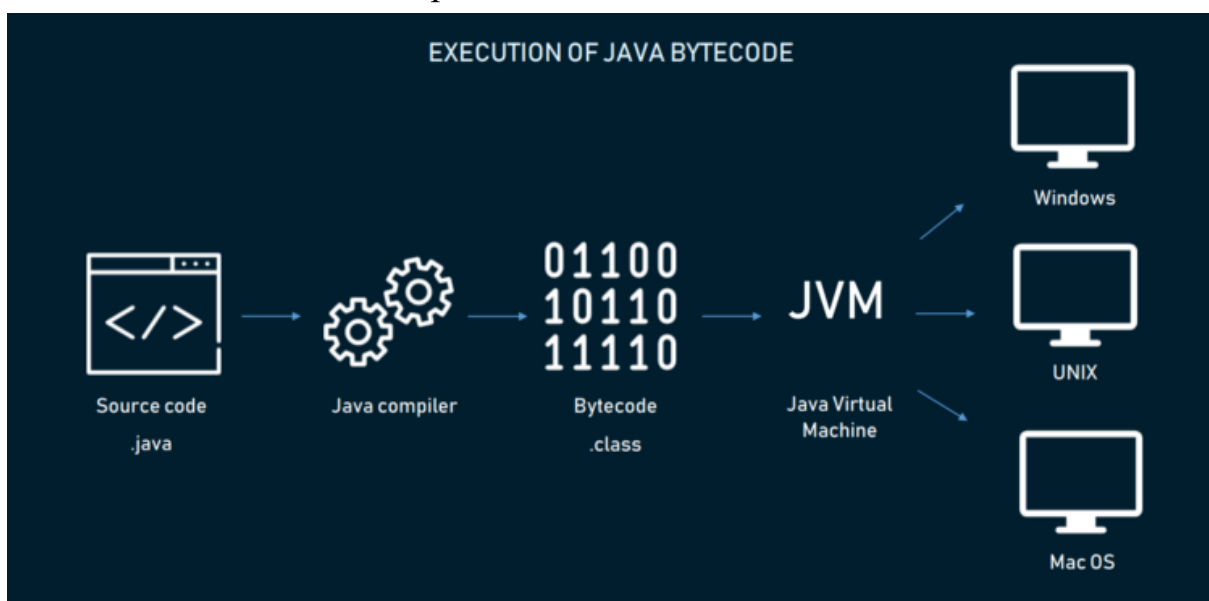 EXECUTION OF JAVA BYTECODE
Windows
</>
01100
10110
11110
JVM
UNIX
Source code
.java
Java compiler
Bytecode
.class
Java Virtual
Machine
Mac OS